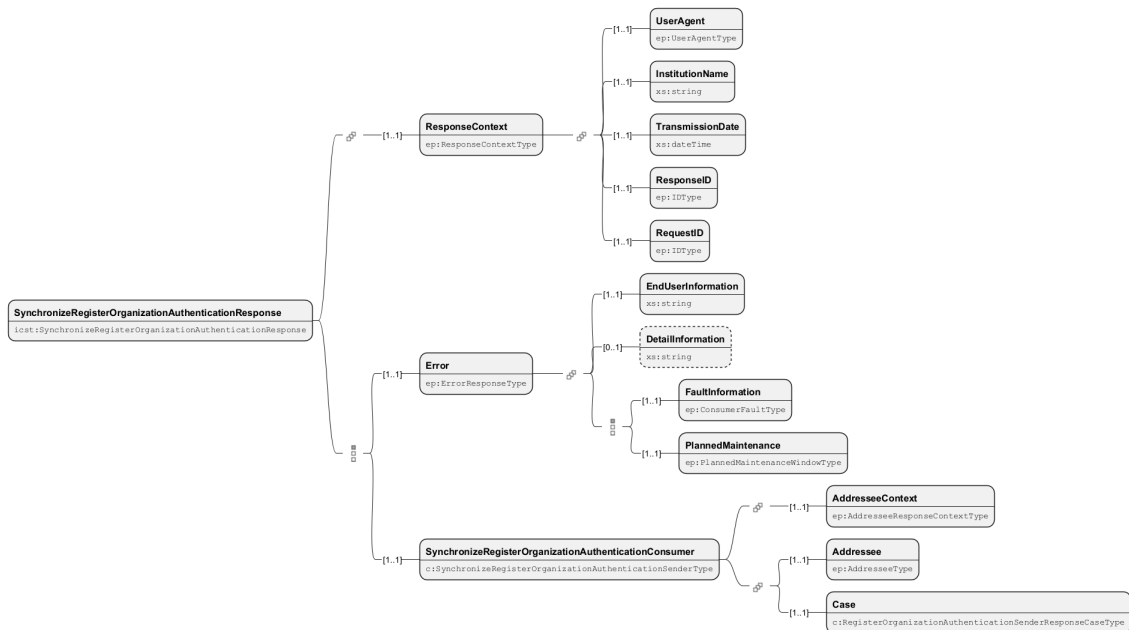 UserAgent
[1..1]
ep:UserAgentType
InstitutionName
[1..1]
xs:string
ResponseContext
[1..1]
ep:ResponseContextType
TransmissionDate
[1..1]
xs:dateTime
ResponseID
[1..1]
ep:IDType
RequestID
[1..1]
ep:IDType
SynchronizeRegisterOrganizationAuthenticationResponse
icst:SynchronizeRegisterOrganizationAuthenticationResponse
EndUserInformation
[1..1]
xs:string
DetailInformation
[0..1]
xs:string
Error
[1..1]
ep:ErrorResponseType
FaultInformation
[1..1]
ep:ConsumerFaultType
PlannedMaintenance
[1..1]
ep:PlannedMaintenanceWindowType
AddresseeContext
[1..1]
ep:AddresseeResponseContextType
SynchronizeRegisterOrganizationAuthenticationConsumer
[1..1]
c:SynchronizeRegisterOrganizationAuthenticationSenderType
Addressee
[1..1]
ep:AddresseeType
Case
[1..1]
c:RegisterOrganizationAuthenticationSenderResponseCaseType